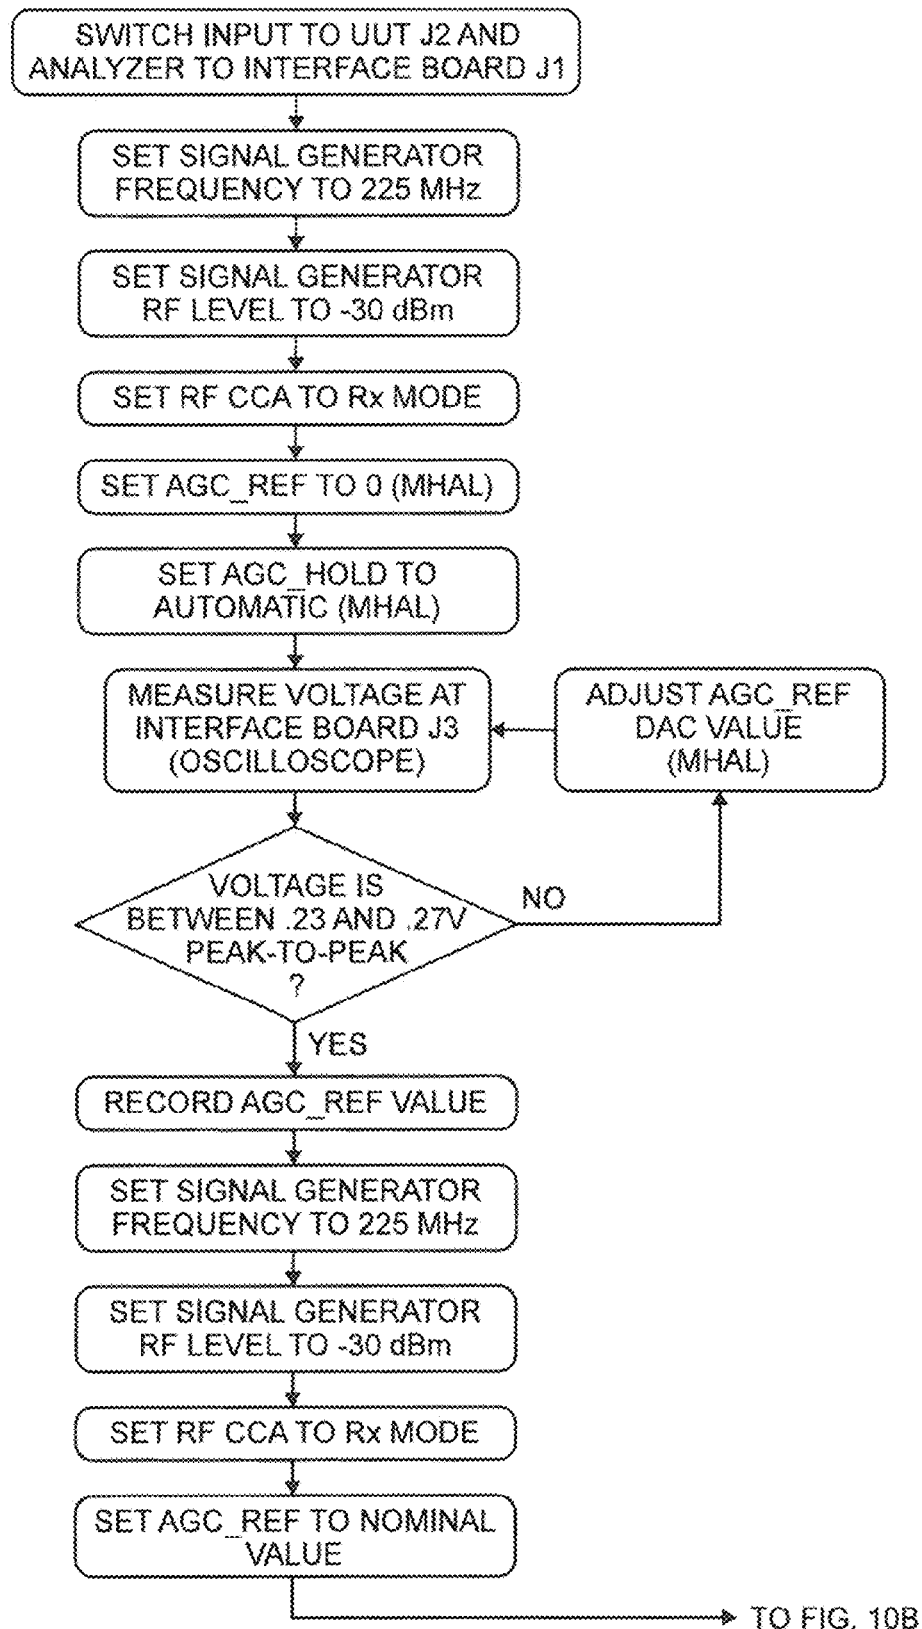 SWITCH INPUT TO UUT J2 AND
ANALYZER TO INTERFACE BOARD J1
SET SIGNAL GENERATOR
FREQUENCY TO 225 MHz
SET SIGNAL GENERATOR
RF LEVEL TO -30 dBm
SET RF CCA TO Rx MODE
SET AGC_REF TO 0 (MHAL)
SET AGC_HOLD TO
AUTOMATIC (MHAL)
MEASURE VOLTAGE AT
INTERFACE BOARD J3
(OSCILLOSCOPE)
ADJUST AGC_REF
DAC VALUE
(MHAL)
VOLTAGE IS
BETWEEN .23 AND .27V
PEAK-TO-PEAK
?
NO
YES
RECORD AGC_REF VALUE
SET SIGNAL GENERATOR
FREQUENCY TO 225 MHz
SET SIGNAL GENERATOR
RF LEVEL TO -30 dBm
SET RF CCA TO Rx MODE
SET AGC_REF TO NOMINAL
VALUE
TO FIG. 10B